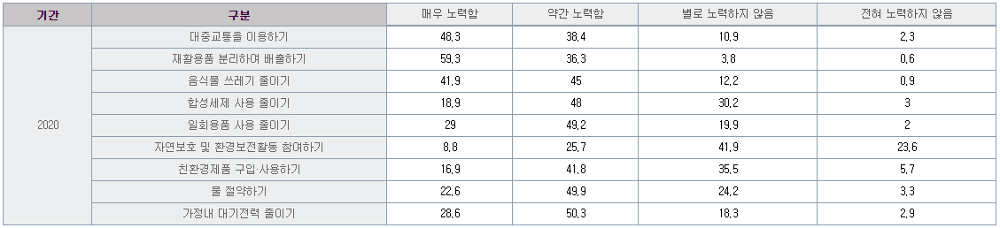 기간 구분 매우 노력함 약간 노력함 별로 노력하지 않음 전혀 노력하지 않음
대중교통을 이용하기 48.3 38.4 10.9 2.3
재활용품 분리하여 배출하기 59.3 36.3 3.8 0.6
음식물 쓰레기 줄이기 41.9 45 12.2 0.9
합성세제 사용 줄이기 18.9 48 30.2 3
2020 일회용품 사용 줄이기 29 49.2 19.9 2
자연보호 및 환경보전활동 참여하기 8.8 25.7 41.9 23.6
친환경제품 구입·사용하기 16.9 41.8 35.5 5.7
물 절약하기 22.6 49.9 24.2 3.3
가정내 대기전력 줄이기 28.6 50.3 18.3 2.9